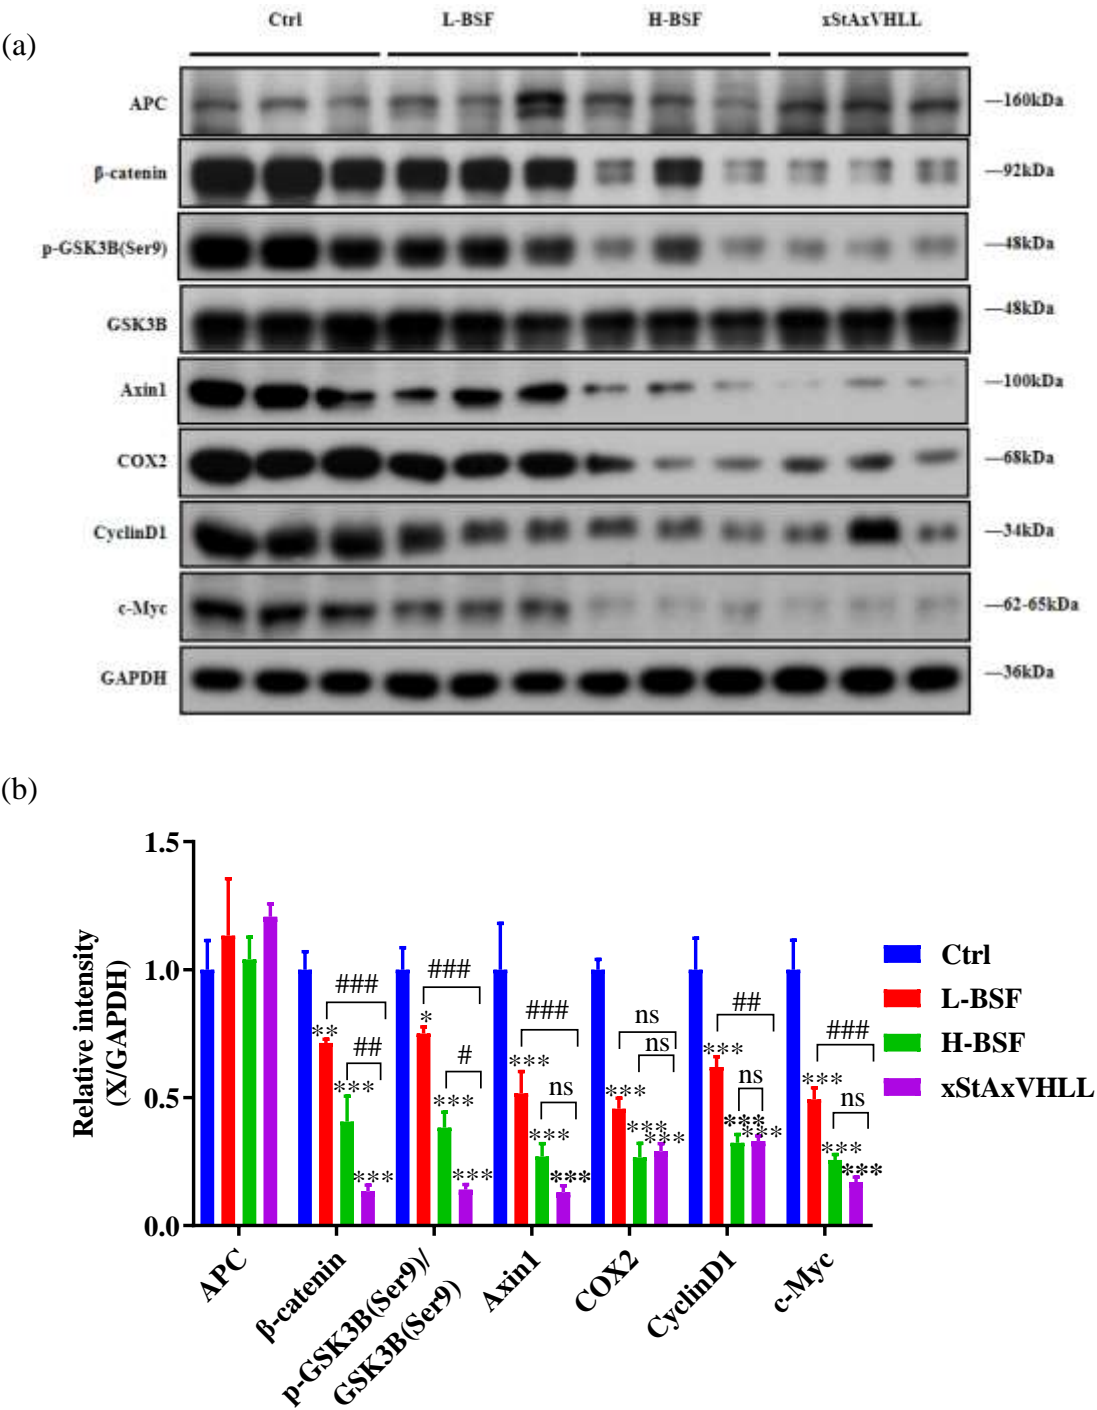 (a)
Ctrl L-BSF H-BSF xStAxVHLL
APC —160kDa
β-catenin —92kDa
p-GSK3B(Ser9) —48kDa
GSK3B —48kDa
Axin1 —100kDa
COX2 —68kDa
CyclinD1 —34kDa
c-Myc —62-65kDa
GAPDH —36kDa
(b)
Relative intensity
(X/GAPDH)
1.5
1.0
0.5
0.0
** *** *** ## ###
* *** *** # ###
*** *** *** ns ###
*** *** *** ns ns
*** *** *** ns ##
*** *** *** ns ###
APC
β-catenin
p-GSK3B(Ser9)/
GSK3B(Ser9)
Axin1
COX2
CyclinD1
c-Myc
Ctrl
L-BSF
H-BSF
xStAxVHLL